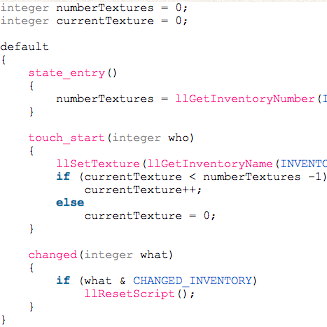 integer numberTextures = 0;
integer currentTexture = 0;

default
{
    state_entry()
    {
        numberTextures = llGetInventoryNumber(
    }

    touch_start(integer who)
    {
        llSetTexture(llGetInventoryName(INVENTO
        if (currentTexture < numberTextures -1)
            currentTexture++;
        else
            currentTexture = 0;
    }

    changed(integer what)
    {
        if (what & CHANGED_INVENTORY)
            llResetScript();
    }
}